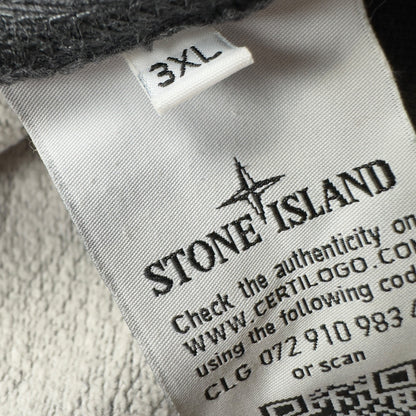 3XL
STONE ISLAND
Check the authenticity on
WWW.CERTILOGO.COM
using the following code
CLG 072 910 983
or scan